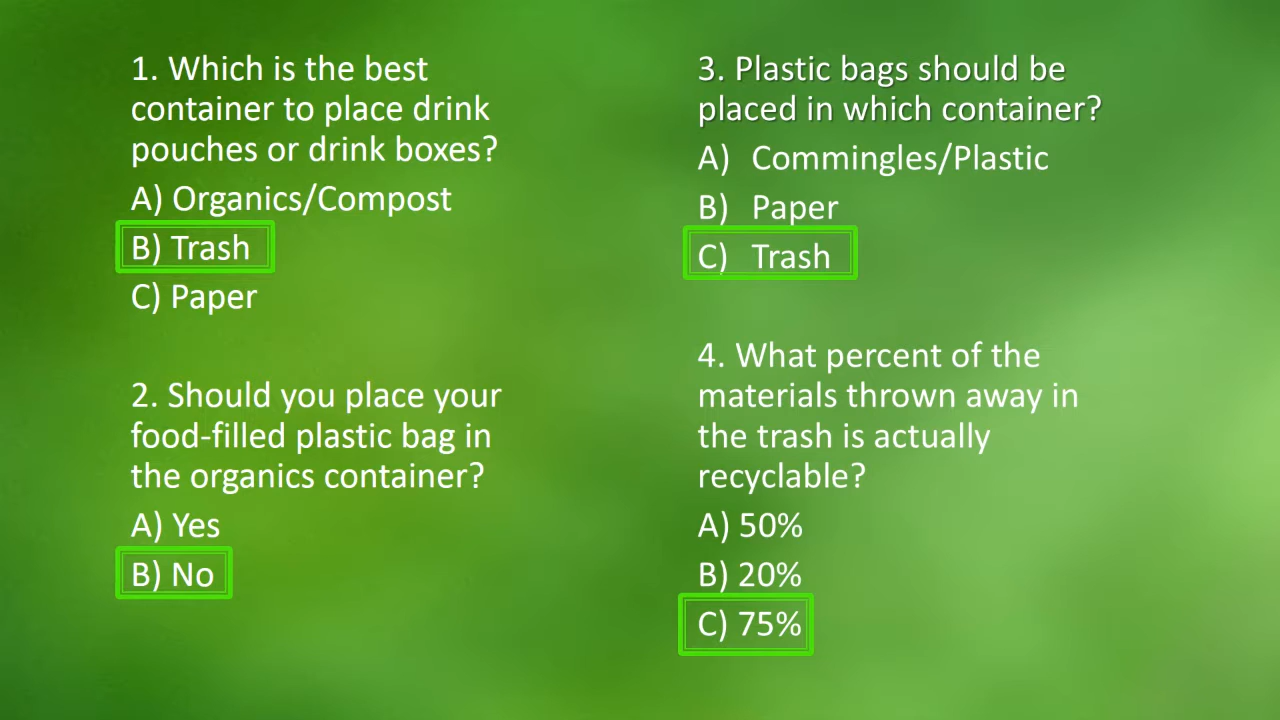 1. Which is the best
container to place drink
pouches or drink boxes?
A) Organics/Compost
B) Trash
C) Paper
2. Should you place your
food-filled plastic bag in
the organics container?
A) Yes
B) No
3. Plastic bags should be
placed in which container?
A) Commingles/Plastic
B) Paper
C) Trash
4. What percent of the
materials thrown away in
the trash is actually
recyclable?
A) 50%
B) 20%
C) 75%